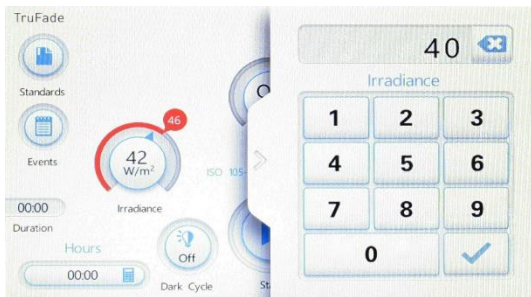 TruFade
Standards
Events
46
42
W/m²
Irradiance
ISO 105-
00:00
Duration
Hours
00:00
Off
Dark Cycle
40
Irradiance
1 2 3
4 5 6
7 8 9
0